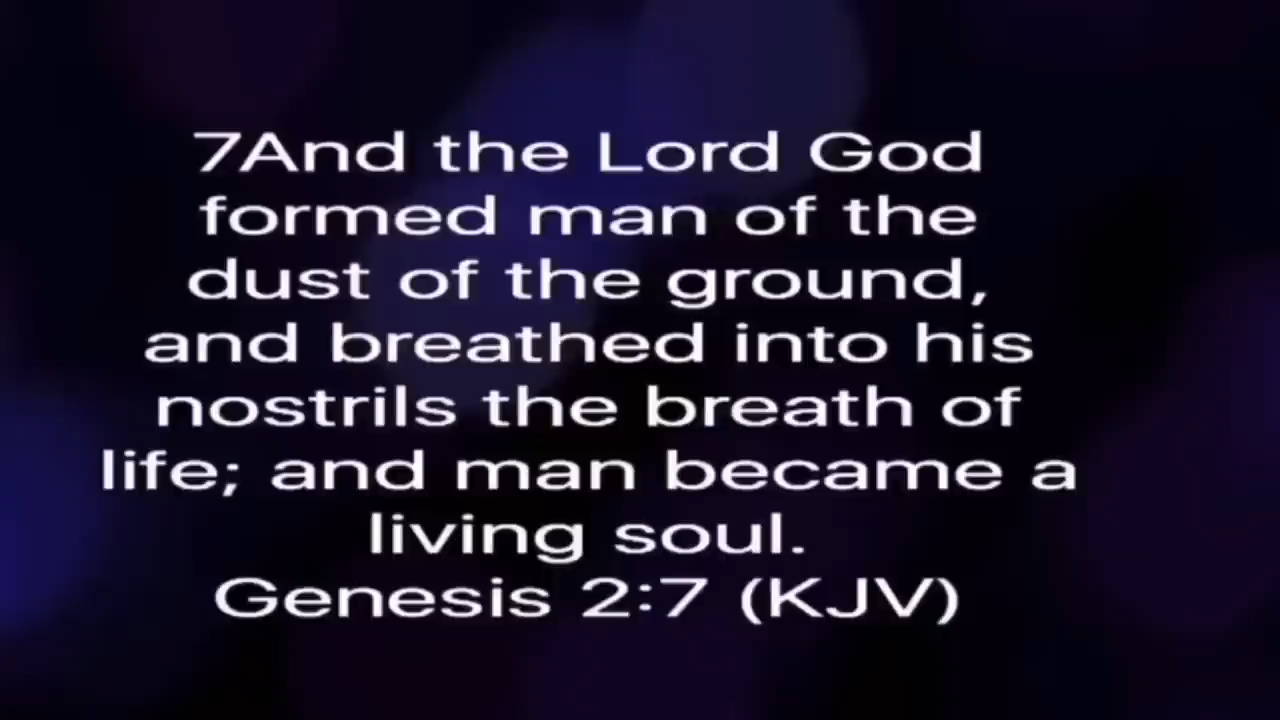 7And the Lord God
formed man of the
dust of the ground,
and breathed into his
nostrils the breath of
life; and man became a
living soul.
Genesis 2:7 (KJV)